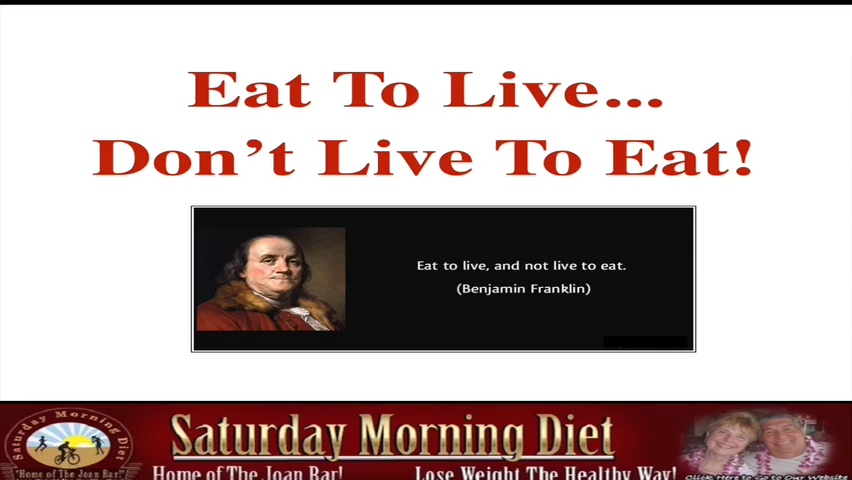 Eat To Live...
Don't Live To Eat!
Eat to live, and not live to eat.
(Benjamin Franklin)
Saturday Morning Diet
"Home of The Joan Bar!"
Saturday Morning Diet
Home of The Joan Bar!
Lose Weight The Healthy Way!
Click Here to Go to Our Website